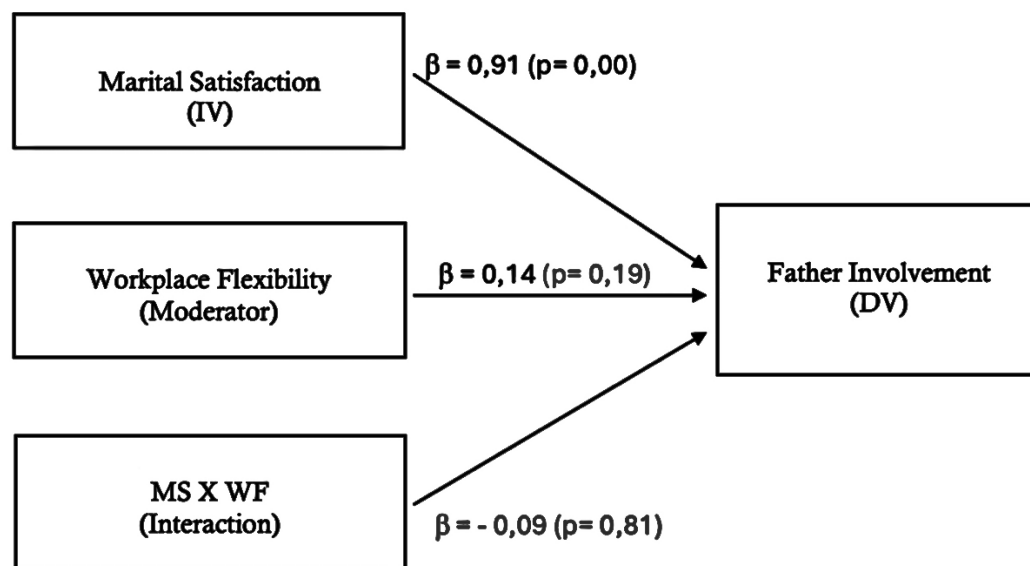 Marital Satisfaction
(IV)
β = 0,91 (p= 0,00)
Workplace Flexibility
(Moderator)
β = 0,14 (p= 0,19)
Father Involvement
(DV)
MS X WF
(Interaction)
β = - 0,09 (p= 0,81)